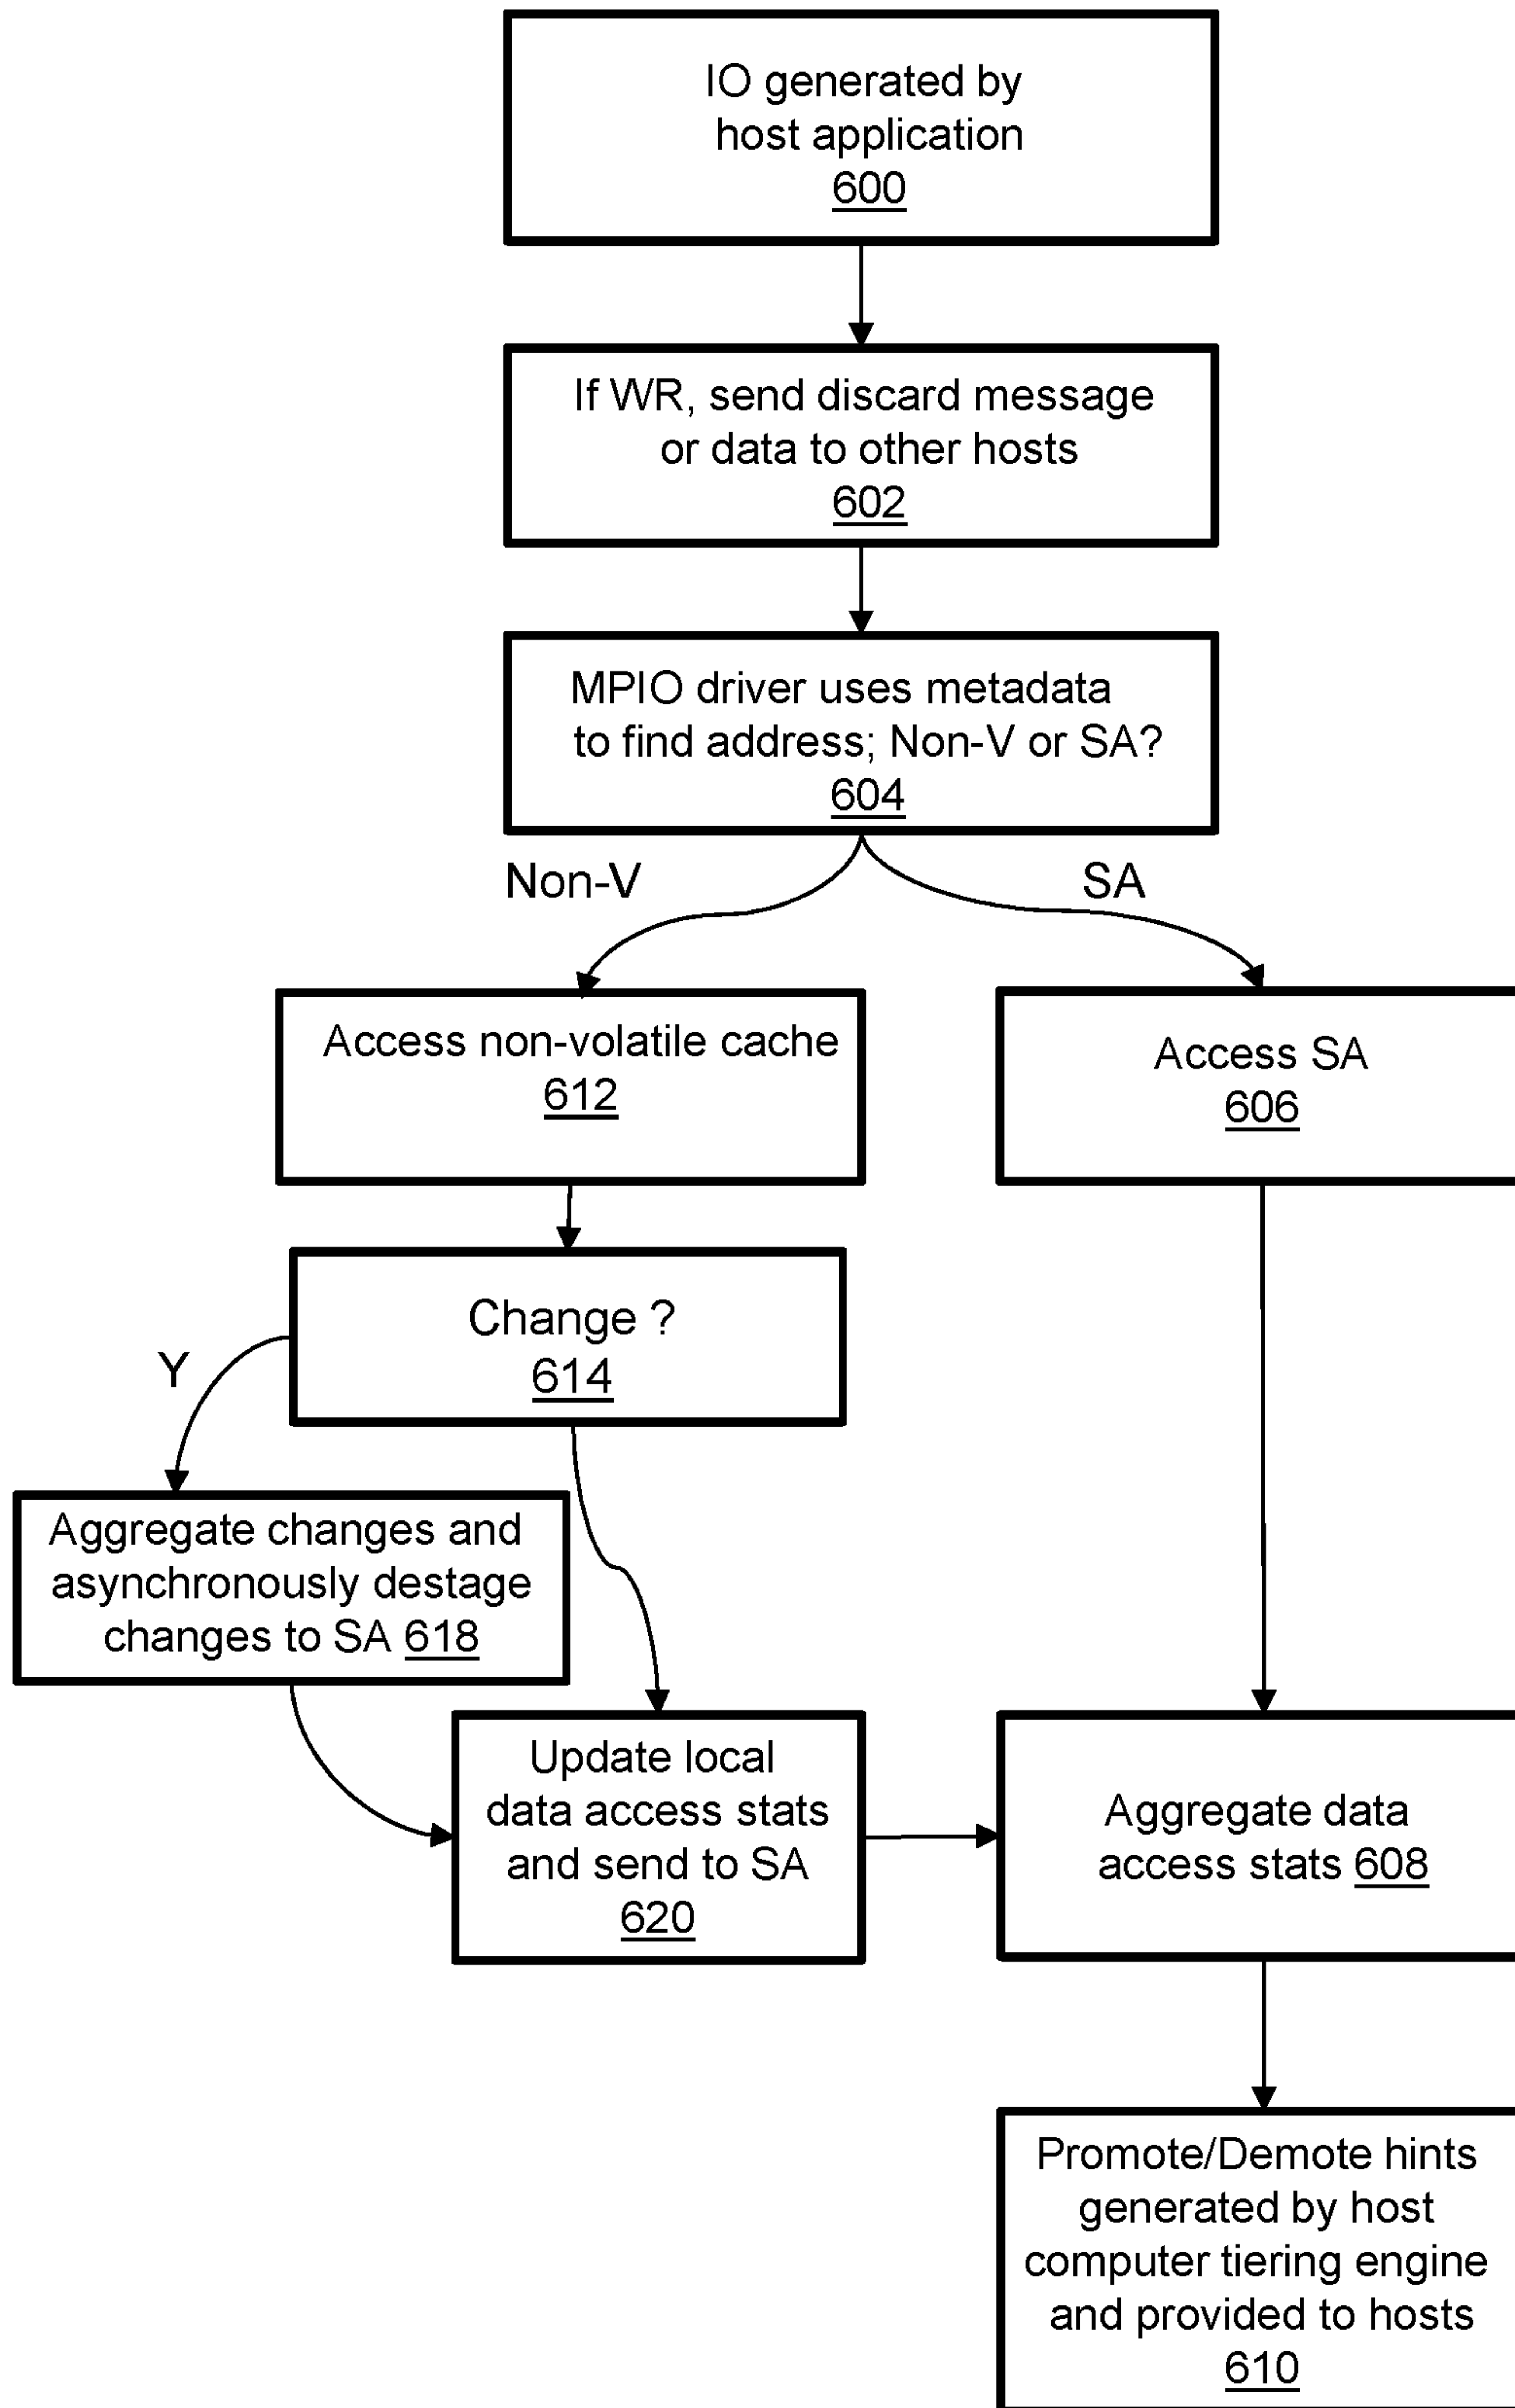 IO generated by
host application
600
If WR, send discard message
or data to other hosts
602
MPIO driver uses metadata
to find address; Non-V or SA?
604
Non-V
SA
Access non-volatile cache
612
Access SA
606
Change ?
614
Y
Aggregate changes and
asynchronously destage
changes to SA 618
Update local
data access stats
and send to SA
620
Aggregate data
access stats 608
Promote/Demote hints
generated by host
computer tiering engine
and provided to hosts
610